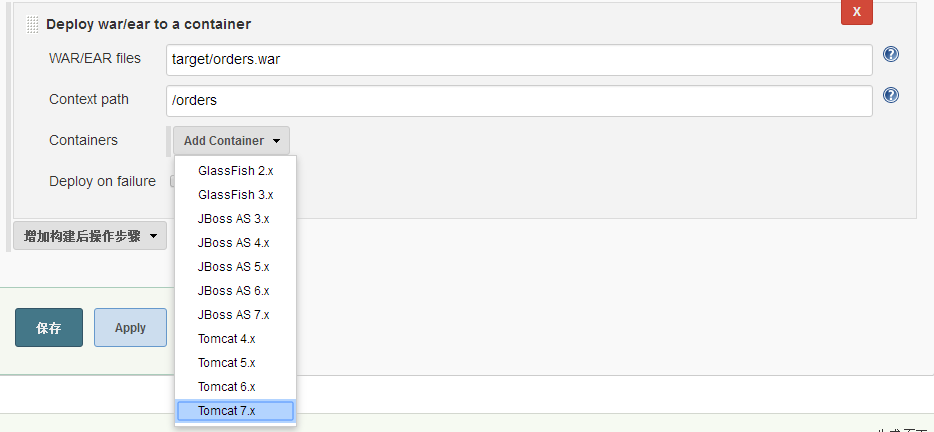 Deploy war/ear to a container
X
WAR/EAR files
target/orders.war
?
Context path
/orders
?
Containers
Add Container
GlassFish 2.x
GlassFish 3.x
JBoss AS 3.x
JBoss AS 4.x
JBoss AS 5.x
JBoss AS 6.x
JBoss AS 7.x
Tomcat 4.x
Tomcat 5.x
Tomcat 6.x
Tomcat 7.x
Deploy on failure
增加构建后操作步骤
保存
Apply